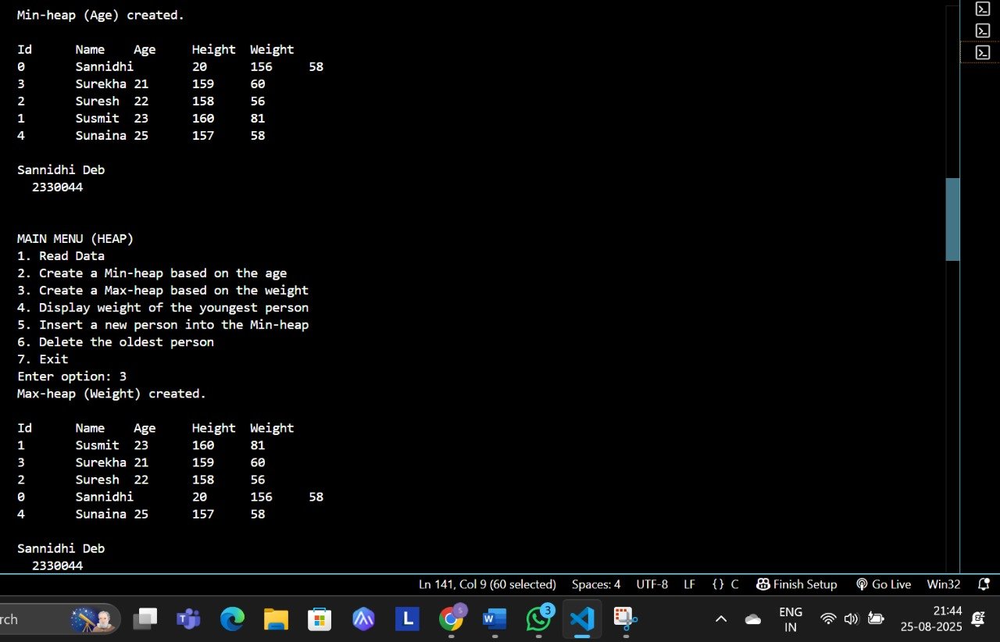 Min-heap (Age) created.
Id Name Age Height Weight
0 Sannidhi 20 156 58
3 Surekha 21 159 60
2 Suresh 22 158 56
1 Susmit 23 160 81
4 Sunaina 25 157 58
Sannidhi Deb
2330044
MAIN MENU (HEAP)
1. Read Data
2. Create a Min-heap based on the age
3. Create a Max-heap based on the weight
4. Display weight of the youngest person
5. Insert a new person into the Min-heap
6. Delete the oldest person
7. Exit
Enter option: 3
Max-heap (Weight) created.
Id Name Age Height Weight
1 Susmit 23 160 81
3 Surekha 21 159 60
2 Suresh 22 158 56
0 Sannidhi 20 156 58
4 Sunaina 25 157 58
Sannidhi Deb
2330044
Ln 141, Col 9 (60 selected) Spaces: 4 UTF-8 LF {} C Finish Setup Go Live Win32
rch T L S W 3 ENG 21:44
IN 25-08-2025